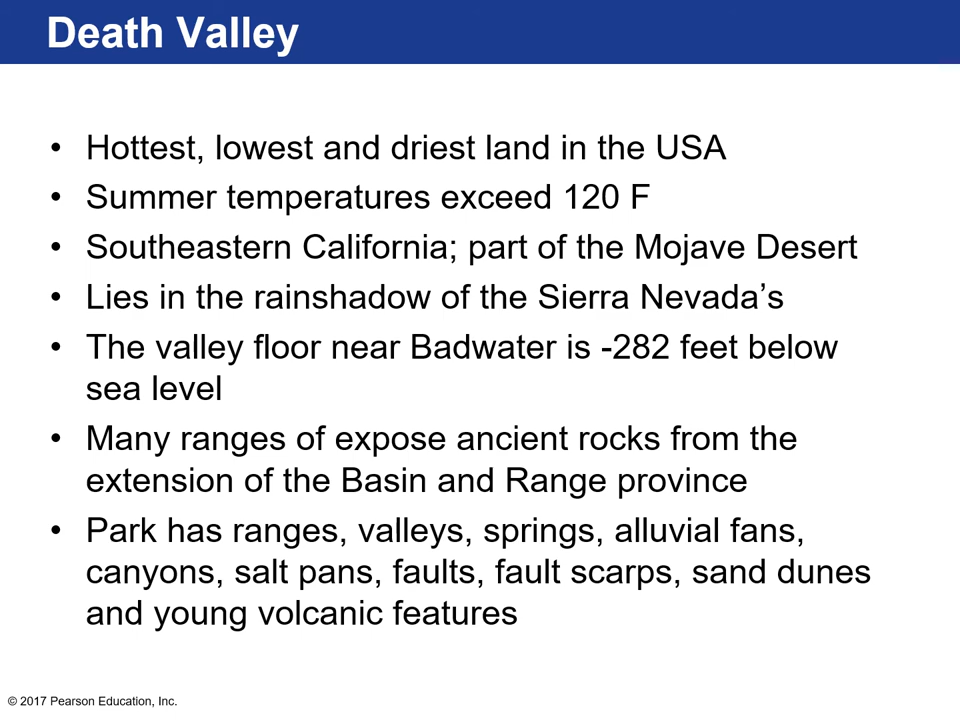 Death Valley
• Hottest, lowest and driest land in the USA
• Summer temperatures exceed 120 F
• Southeastern California; part of the Mojave Desert
• Lies in the rainshadow of the Sierra Nevada’s
• The valley floor near Badwater is -282 feet below
sea level
• Many ranges of expose ancient rocks from the
extension of the Basin and Range province
• Park has ranges, valleys, springs, alluvial fans,
canyons, salt pans, faults, fault scarps, sand dunes
and young volcanic features
© 2017 Pearson Education, Inc.